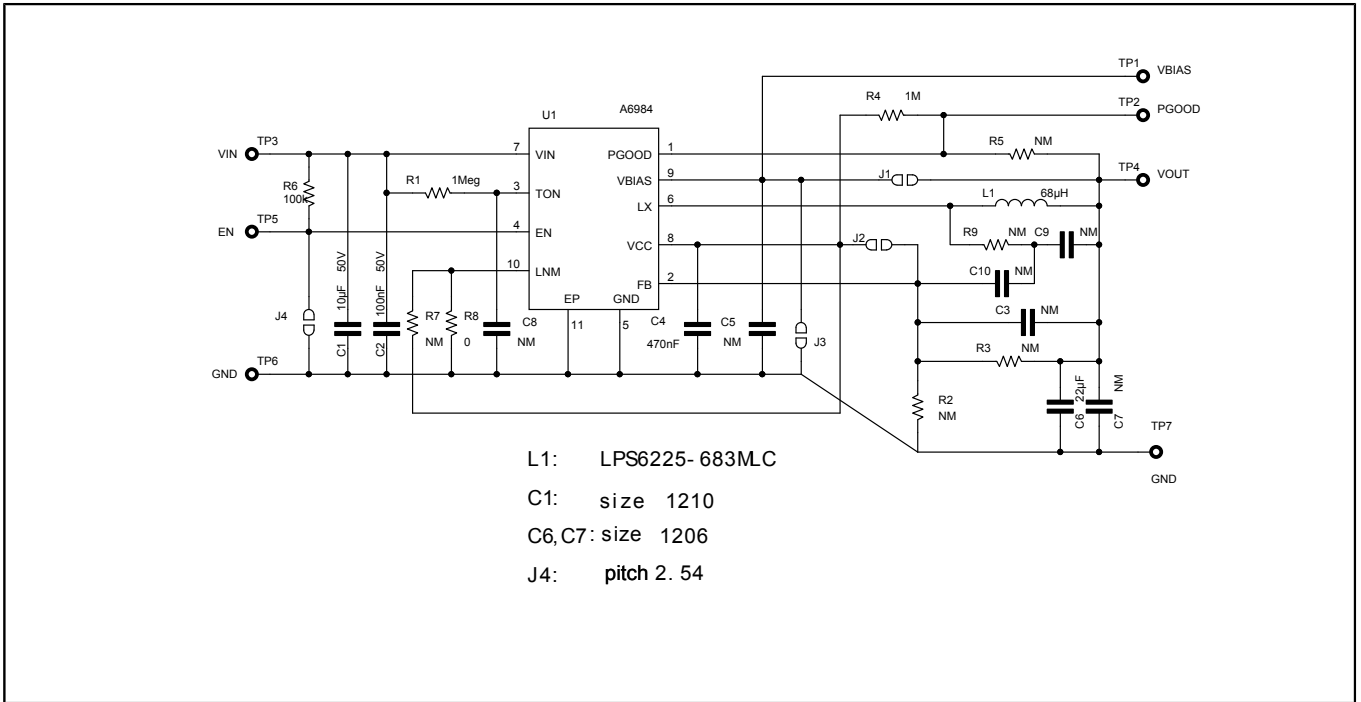 TP1
VBIAS
R4 1M
TP2
PGOOD
U1 A6984
TP3
VIN
7 VIN
PGOOD 1
R5 NM
R6
100k
R1 1Meg
3 TON
VBIAS 9
J1
TP4
VOUT
LX 6
L1 68µH
TP5
EN
4 EN
R9 NM
C9 NM
VCC 8
J2
10 LNM
C10 NM
FB 2
10µF 50V
100nF 50V
EP GND
J4
R7
NM
R8
0
C8
NM
11
5
C4
470nF
C5
NM
J3
C3 NM
C1
C2
R3 NM
TP6
GND
R2
NM
22µF
NM
C6
C7
TP7
GND
L1: LPS6225- 683MLC
C1: size 1210
C6, C7: size 1206
J4: pitch 2. 54